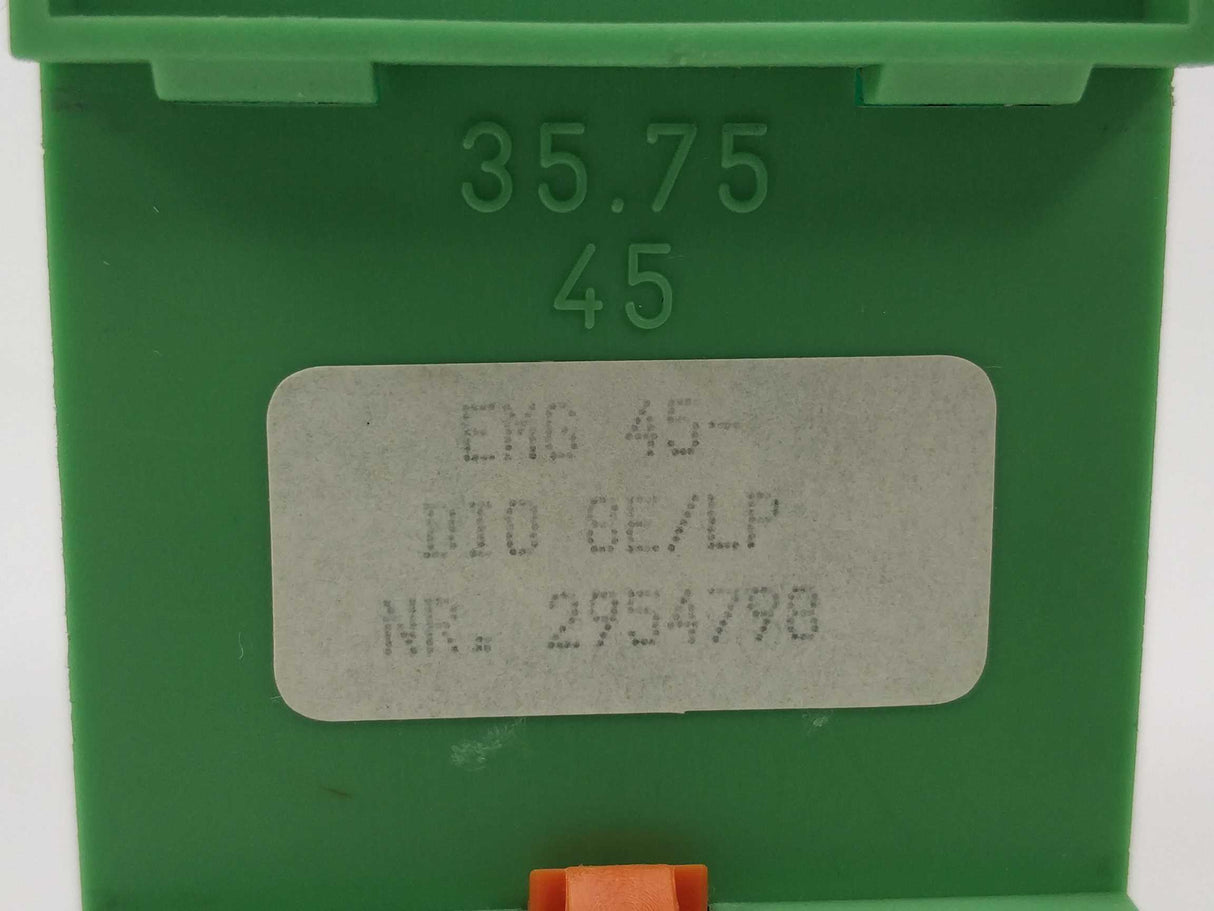 35.75
45
EMG 45-
DIO 8E/LP
NR. 2954798